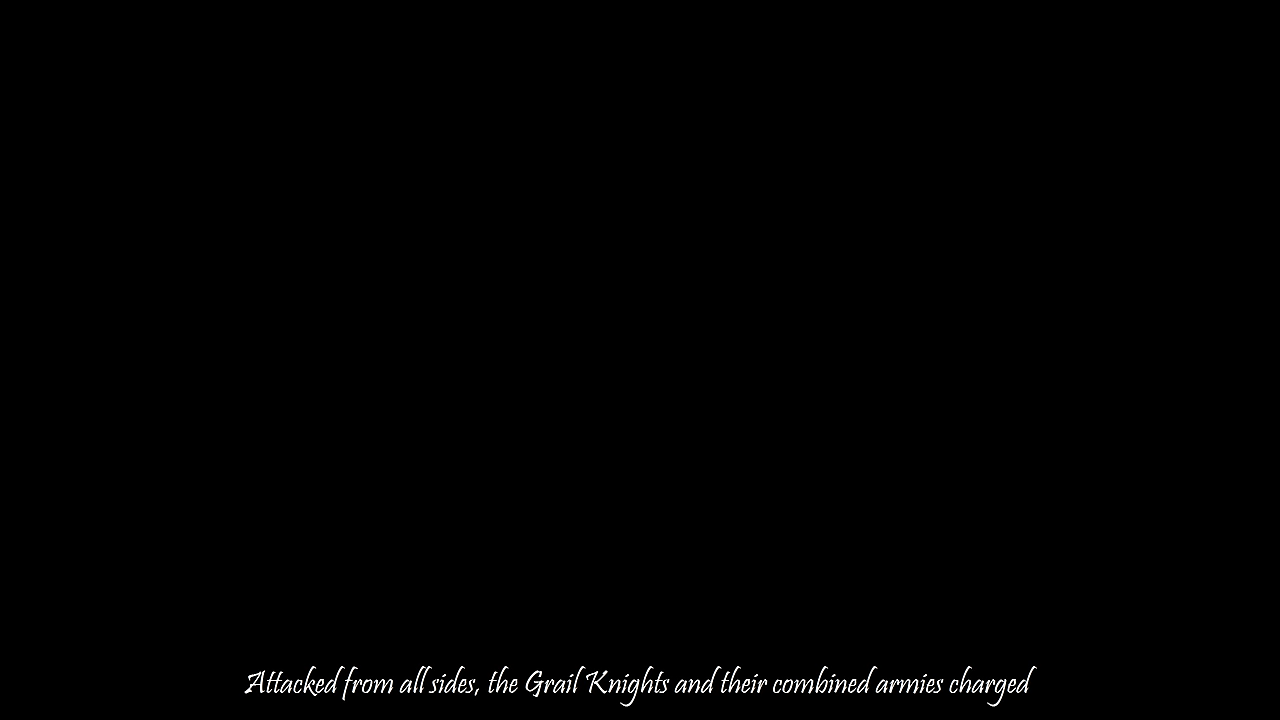 Attacked from all sides, the Grail Knights and their combined armies charged